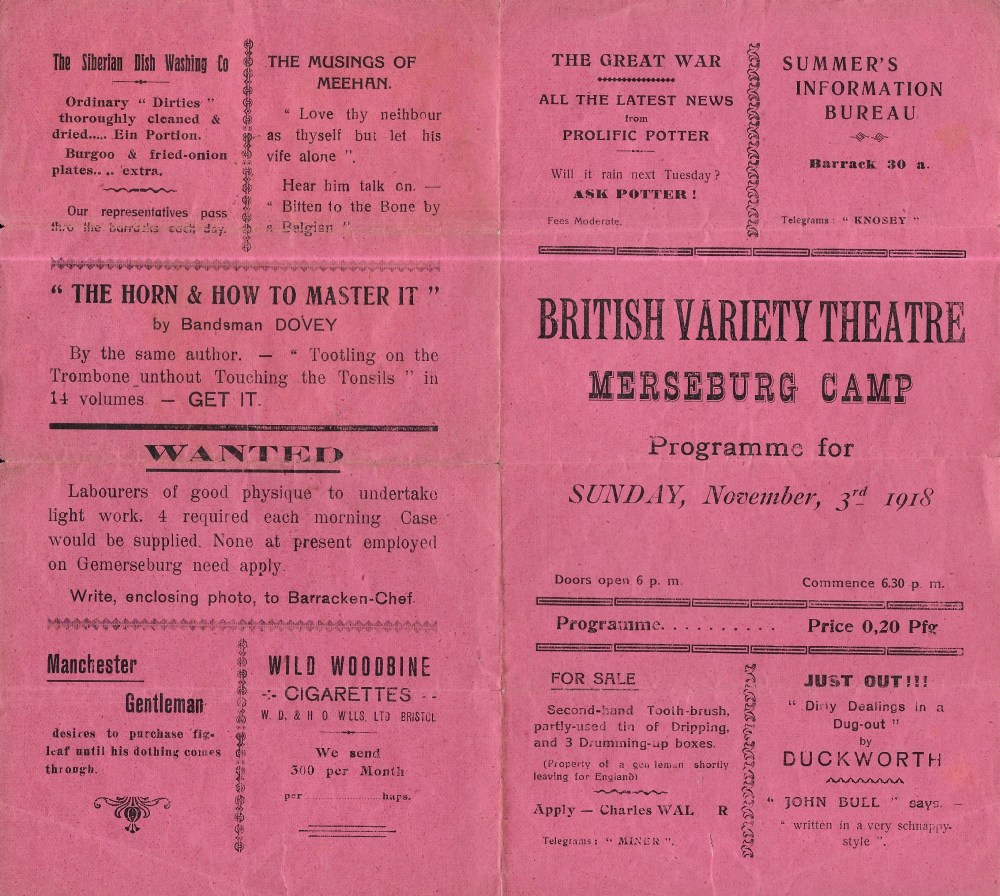 The Siberian Dish Washing Co
Ordinary “ Dirties ”
thoroughly cleaned &
dried..... Ein Portion.
Burgoo & fried-onion
plates.. .. extra.
Our representatives pass
thro the barracks each day.
THE MUSINGS OF
MEEHAN.
“ Love thy neihbour
as thyself but let his
vife alone ”.
Hear him talk on. —
“ Bitten to the Bone by
a Belgian ”
“ THE HORN & HOW TO MASTER IT ”
by Bandsman DOVEY
By the same author. — “ Tootling on the
Trombone unthout Touching the Tonsils ” in
14 volumes — GET IT.
WANTED
Labourers of good physique to undertake
light work. 4 required each morning Case
would be supplied. None at present employed
on Gemerseburg need apply.
Write, enclosing photo, to Barracken-Chef.
Manchester
Gentleman
desires to purchase fig-
leaf until his dothing comes
through.
WILD WOODBINE
-:- CIGARETTES - -
W. D. & H O WLLS, LTD BRISTOL
We send
300 per Month
per .................... haps.
THE GREAT WAR
ALL THE LATEST NEWS
from
PROLIFIC POTTER
Will it rain next Tuesday ?
ASK POTTER !
Fees Moderate.
SUMMER'S
INFORMATION
BUREAU
Barrack 30 a.
Telegrams : “ KNOSEY ”
BRITISH VARIETY THEATRE
MERSEBURG CAMP
Programme for
SUNDAY, November, 3rd 1918
Doors open 6 p. m.
Commence 6.30 p. m.
Programme. . . . . . . . . . Price 0,20 Pfg
FOR SALE
Second-hand Tooth-brush,
partly-used tin of Dripping,
and 3 Drumming-up boxes.
(Property of a gen leman shortly
leaving for England)
Apply — Charles WAL R
Telegrams : “ MINER ”.
JUST OUT!!!
“ Dirty Dealings in a
Dug-out ”
by
DUCKWORTH
“ JOHN BULL ” says. —
“ written in a very schnappy-
style ”.